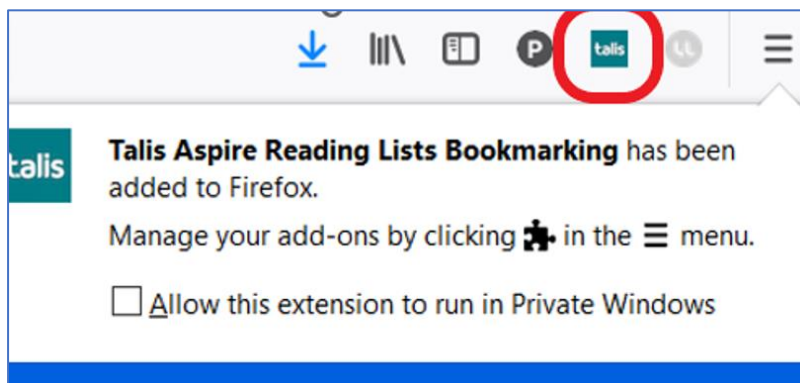 P talis LL
talis
Talis Aspire Reading Lists Bookmarking has been
added to Firefox.
Manage your add-ons by clicking in the menu.
Allow this extension to run in Private Windows